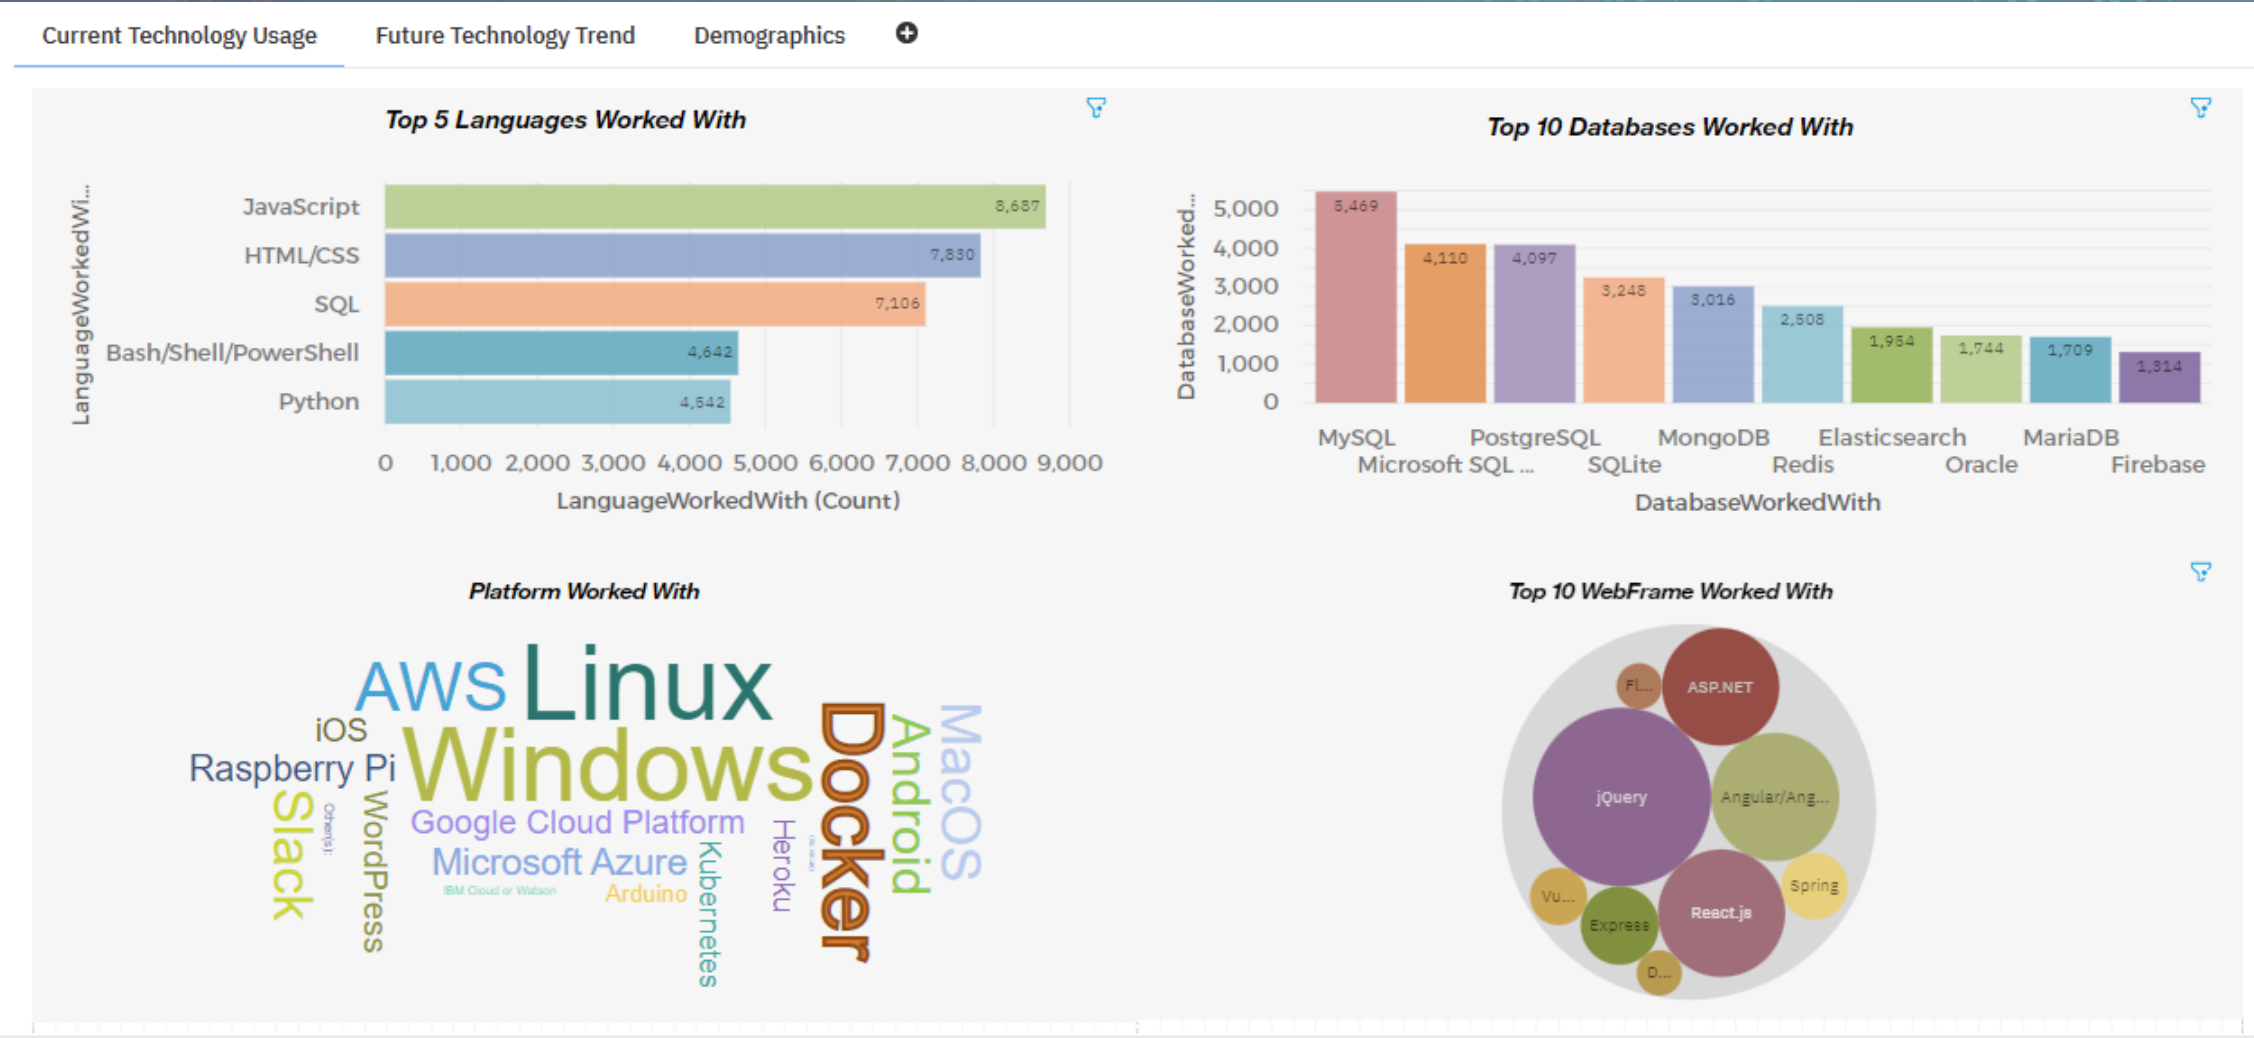 Current Technology Usage
Future Technology Trend
Demographics
Top 5 Languages Worked With
LanguageWorkedWi...
JavaScript
8,687
HTML/CSS
7,830
SQL
7,106
Bash/Shell/PowerShell
4,642
Python
4,542
0 1,000 2,000 3,000 4,000 5,000 6,000 7,000 8,000 9,000
LanguageWorkedWith (Count)
Top 10 Databases Worked With
DatabaseWorked...
5,000
4,000
3,000
2,000
1,000
0
5,469
4,110
4,097
3,248
3,016
2,508
1,954
1,744
1,709
1,314
MySQL PostgreSQL MongoDB Elasticsearch MariaDB
Microsoft SQL ... SQLite Redis Oracle Firebase
DatabaseWorkedWith
Platform Worked With
AWS
Linux
iOS
Windows
Docker
Android
MacOS
Raspberry Pi
Slack
Other(s):
WordPress
Google Cloud Platform
Heroku
Microsoft Azure
Kubernetes
IBM Cloud or Watson
Arduino
Top 10 WebFrame Worked With
Fl...
ASP.NET
jQuery
Angular/Ang...
Vu...
Express
React.js
Spring
D...